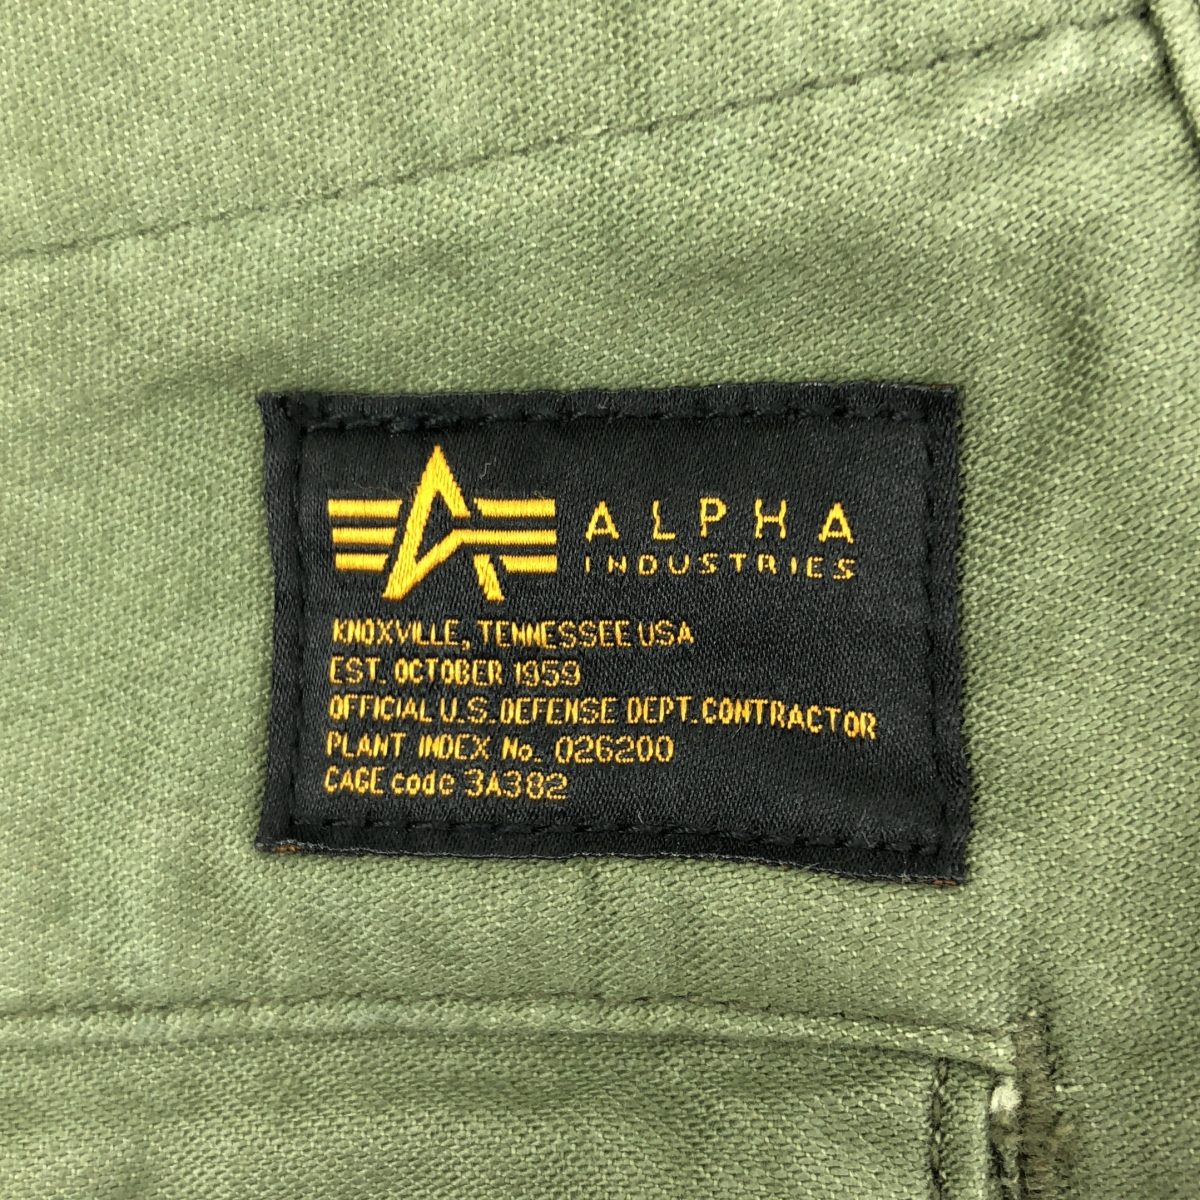 ALPHA
INDUSTRIES
KNOXVILLE, TENNESSEE USA
EST. OCTOBER 1959
OFFICIAL U.S. DEFENSE DEPT. CONTRACTOR
PLANT INDEX No. 026200
CAGE code 3A382